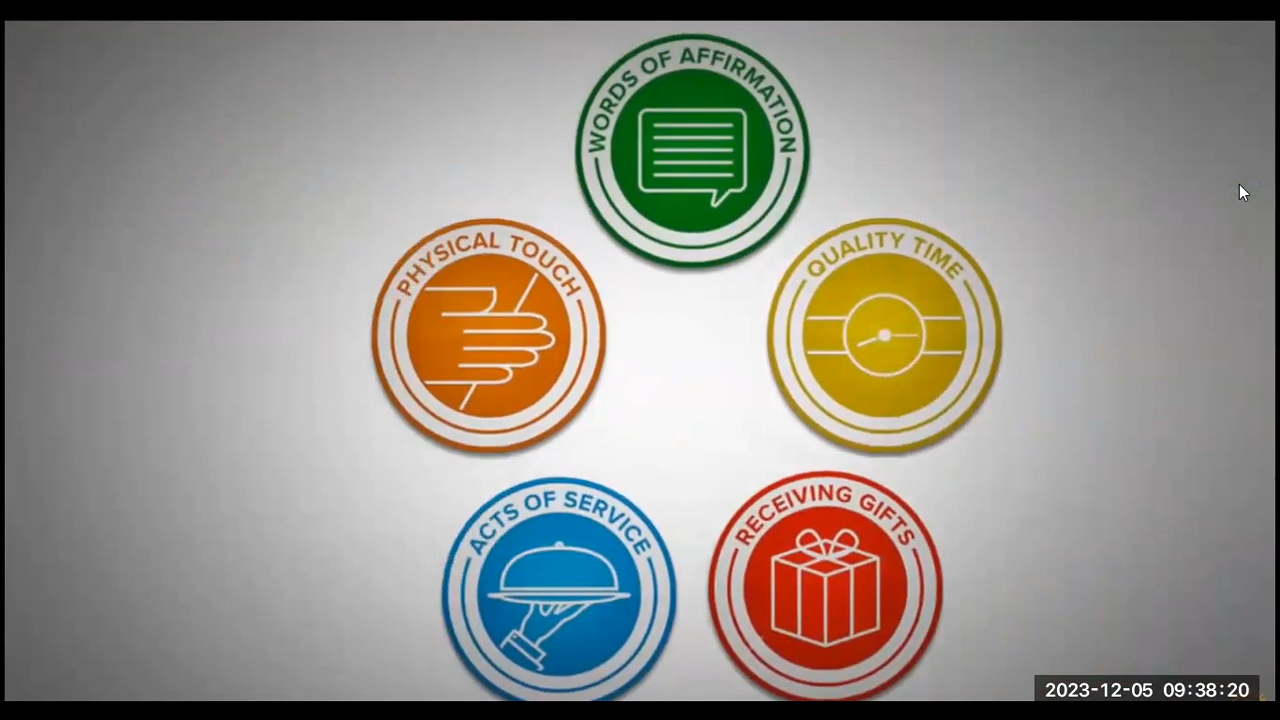 WORDS OF AFFIRMATION
PHYSICAL TOUCH
QUALITY TIME
ACTS OF SERVICE
RECEIVING GIFTS
2023-12-05 09:38:20